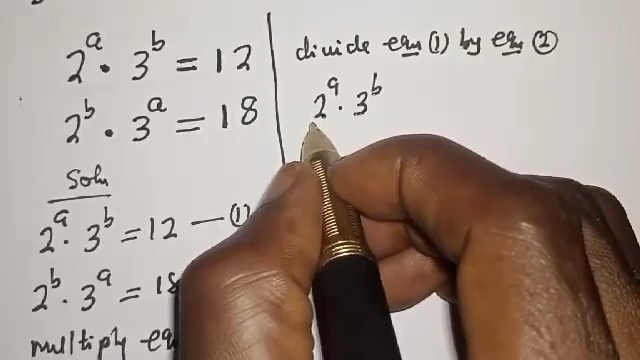 2^a · 3^b = 12
2^b · 3^a = 18
Soln
2^a · 3^b = 12 — (1)
2^b · 3^a = 18
multiply eqn
divide eqn (1) by eqn (2)
2^a · 3^b